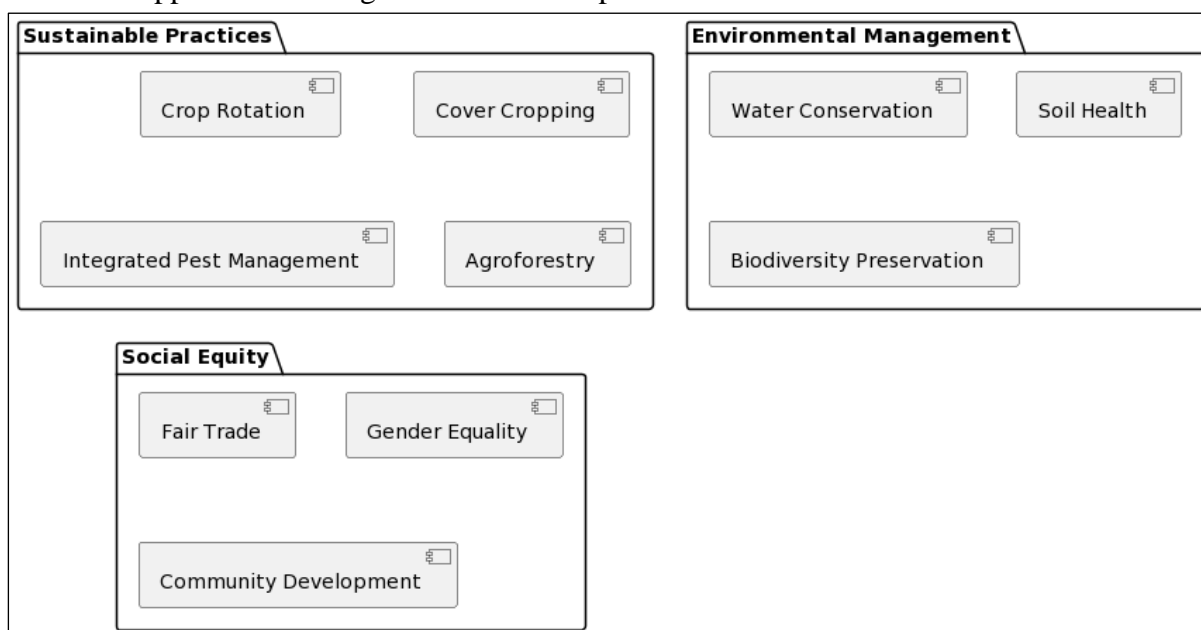 Sustainable Practices
Crop Rotation
Cover Cropping
Integrated Pest Management
Agroforestry
Environmental Management
Water Conservation
Soil Health
Biodiversity Preservation
Social Equity
Fair Trade
Gender Equality
Community Development